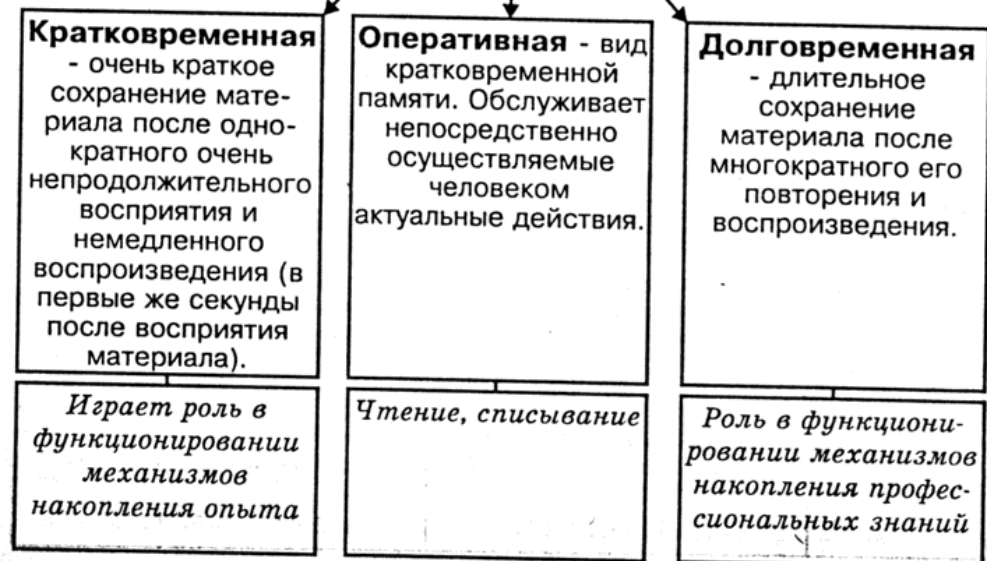 Кратковременная
- очень краткое
сохранение мате-
риала после одно-
кратного очень
непродолжительного
восприятия и
немедленного
воспроизведения (в
первые же секунды
после восприятия
материала).
Играет роль в
функционировании
механизмов
накопления опыта
Оперативная - вид
кратковременной
памяти. Обслуживает
непосредственно
осуществляемые
человеком
актуальные действия.
Чтение, списывание
Долговременная
- длительное
сохранение
материала после
многократного его
повторения и
воспроизведения.
Роль в функциони-
ровании механизмов
накопления профес-
сиональных знаний